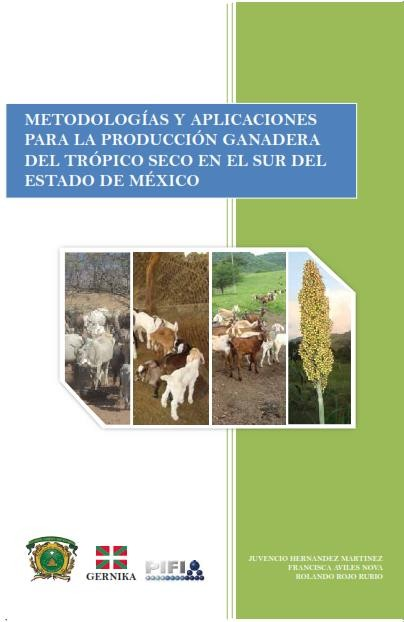 METODOLOGÍAS Y APLICACIONES
PARA LA PRODUCCIÓN GANADERA
DEL TRÓPICO SECO EN EL SUR DEL
ESTADO DE MÉXICO
JUVENCIO HERNANDEZ MARTINEZ
FRANCISCA AVILES NOVA
ROLANDO ROJO RUBIO
GERNIKA
PIFI